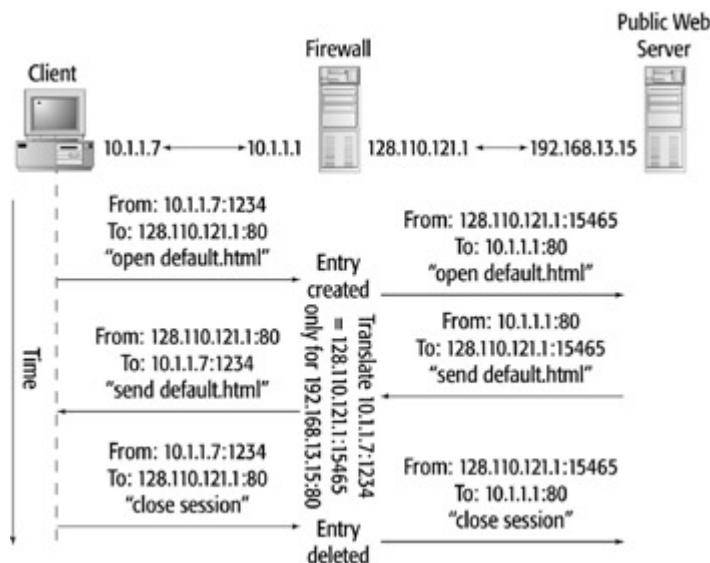 Public Web
Server
Firewall
Client
10.1.1.7
10.1.1.1
128.110.121.1
192.168.13.15
Time
From: 10.1.1.7:1234
To: 128.110.121.1:80
“open default.html”
Entry
created
From: 128.110.121.1:15465
To: 10.1.1.1:80
“open default.html”
Translate 10.1.1.7:1234
= 128.110.121.1:15465
only for 192.168.13.15:80
From: 10.1.1.1:80
To: 128.110.121.1:15465
“send default.html”
From: 128.110.121.1:80
To: 10.1.1.7:1234
“send default.html”
From: 10.1.1.7:1234
To: 128.110.121.1:80
“close session”
Entry
deleted
From: 128.110.121.1:15465
To: 10.1.1.1:80
“close session”